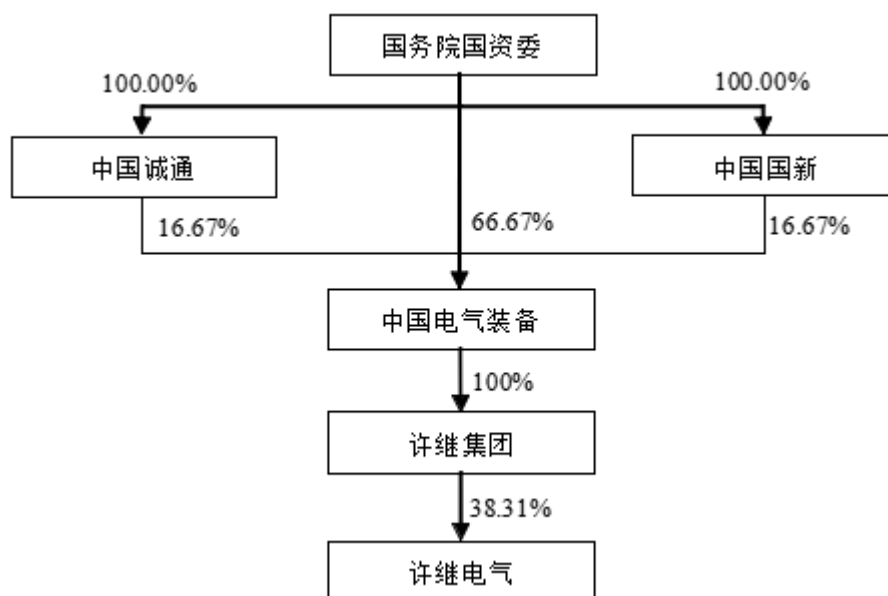 国务院国资委
100.00%
100.00%
中国诚通
中国国新
16.67%
66.67%
16.67%
中国电气装备
100%
许继集团
38.31%
许继电气